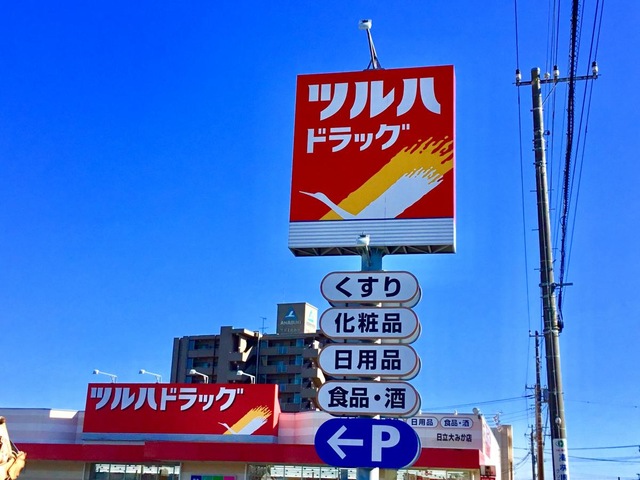 ツルハ
ドラッグ
くすり
化粧品
日用品
食品・酒
←P
ツルハドラッグ
日用品 食品・酒
日立大みか店